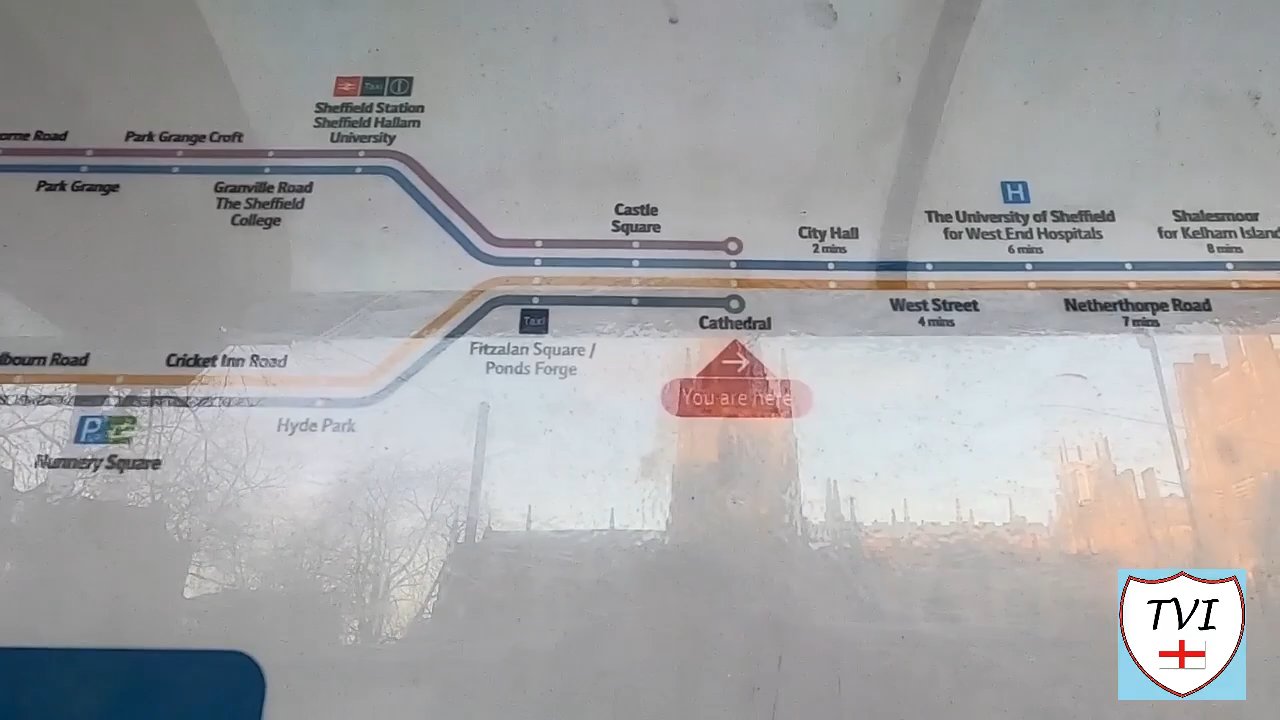 Sheffield Station
Sheffield Hallam
University
Park Grange Croft
Road
Park Grange
Granville Road
The Sheffield
College
Castle
Square
City Hall
2 mins
H
The University of Sheffield
for West End Hospitals
6 mins
Shalesmoor
for Kelham Island
8 mins
West Street
4 mins
Netherthorpe Road
7 mins
Cathedral
You are here
Taxi
Fitzalan Square /
Ponds Forge
Road
Cricket Inn Road
Hyde Park
P
Nunnery Square
TVI